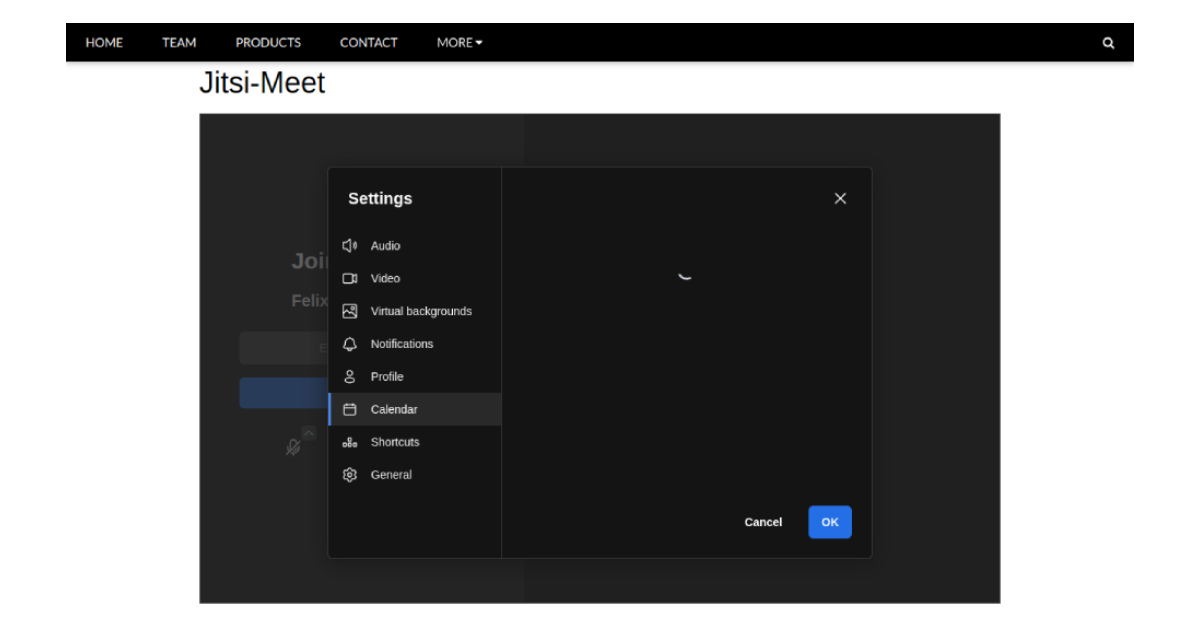 HOME TEAM PRODUCTS CONTACT MORE
Jitsi-Meet
Settings
Audio
Joi
Video
Felix
Virtual backgrounds
Notifications
Profile
Calendar
Shortcuts
General
Cancel OK